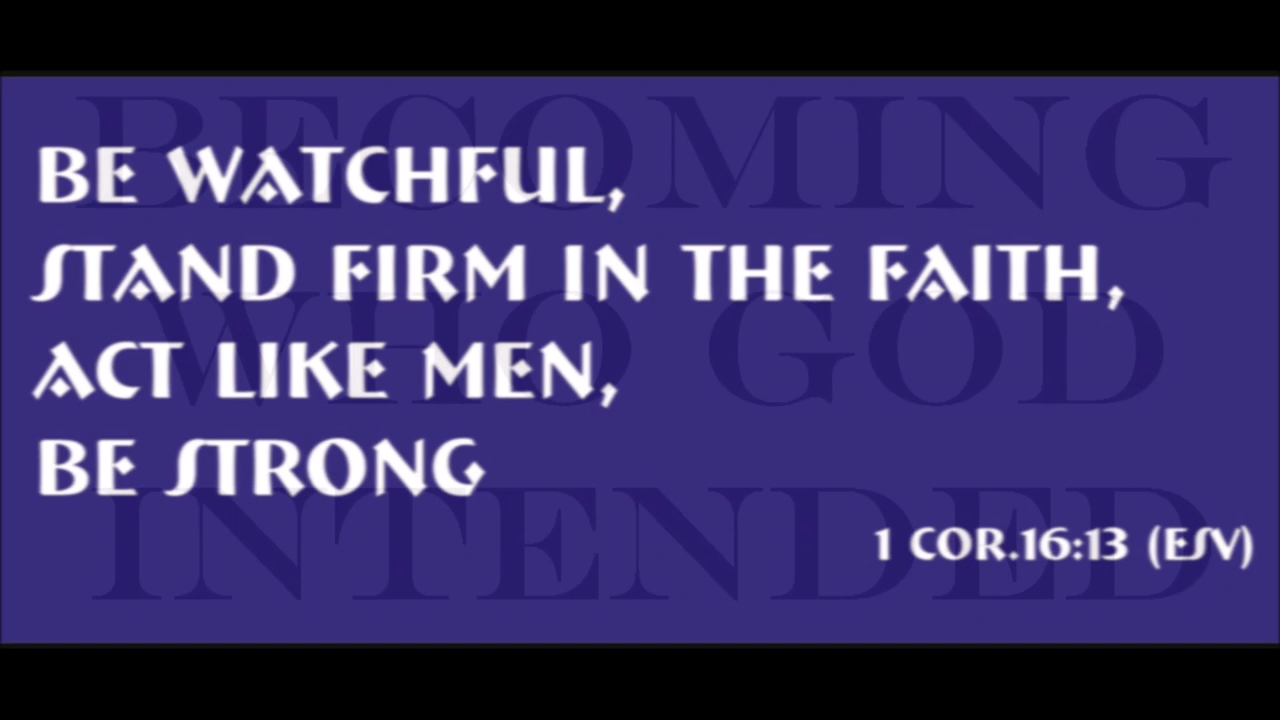 BECOMING
WHO GOD
INTENDED
BE WATCHFUL,
STAND FIRM IN THE FAITH,
ACT LIKE MEN,
BE STRONG
1 COR.16:13 (ESV)